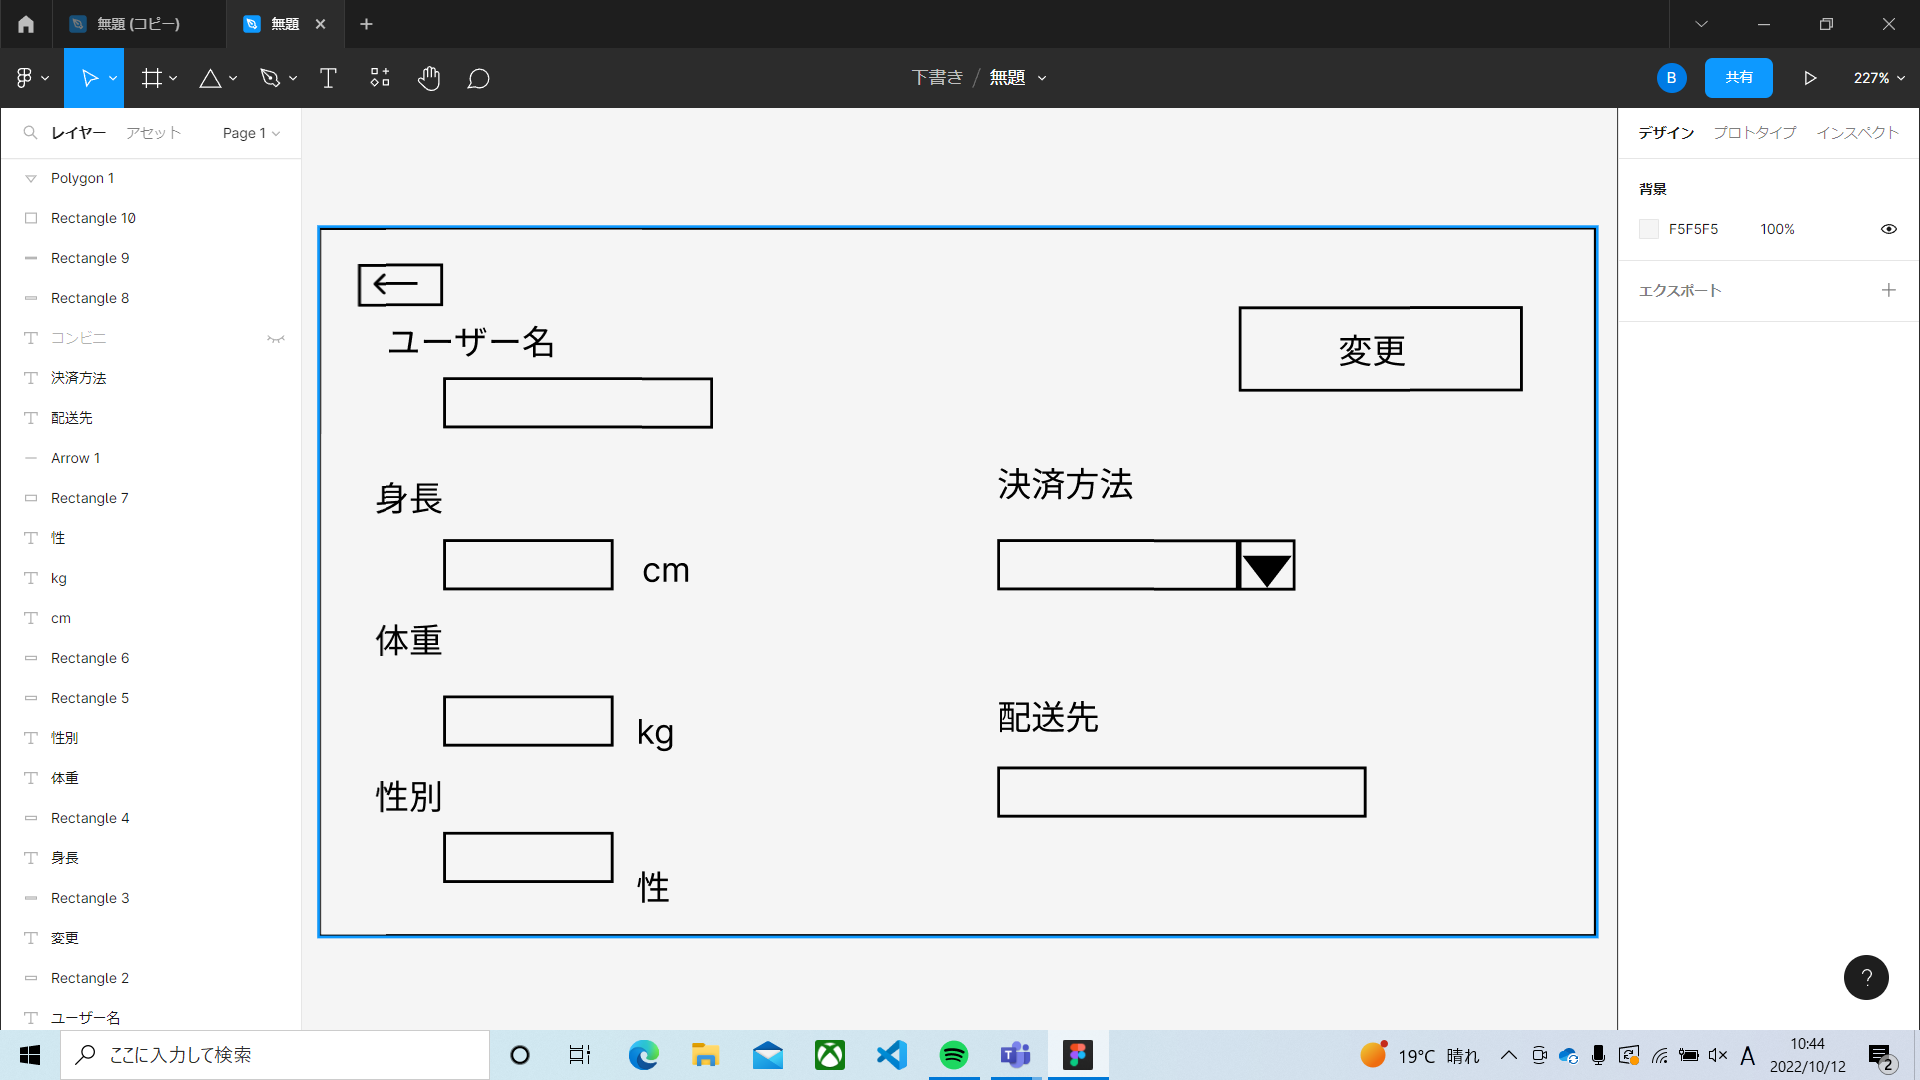 無題 (コピー)
無題
下書き / 無題
B
共有
227%
レイヤー
アセット
Page 1
Polygon 1
Rectangle 10
Rectangle 9
Rectangle 8
コンビニ
決済方法
配送先
Arrow 1
Rectangle 7
性
kg
cm
Rectangle 6
Rectangle 5
性別
体重
Rectangle 4
身長
Rectangle 3
変更
Rectangle 2
ユーザー名
ユーザー名
変更
身長
cm
体重
kg
性別
性
決済方法
配送先
デザイン
プロトタイプ
インスペクト
背景
F5F5F5
100%
エクスポート
?
ここに入力して検索
19°C 晴れ
A
10:44
2022/10/12
2